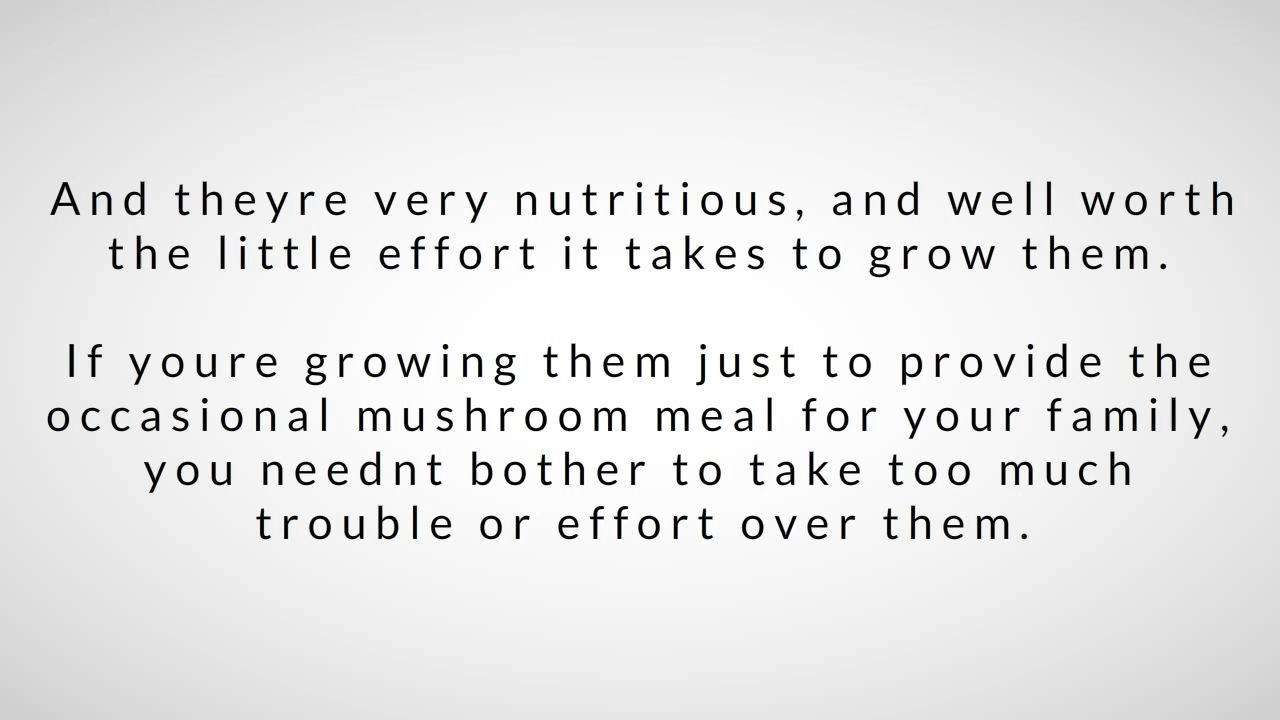 And theyre very nutritious, and well worth
the little effort it takes to grow them.
If youre growing them just to provide the
occasional mushroom meal for your family,
you neednt bother to take too much
trouble or effort over them.